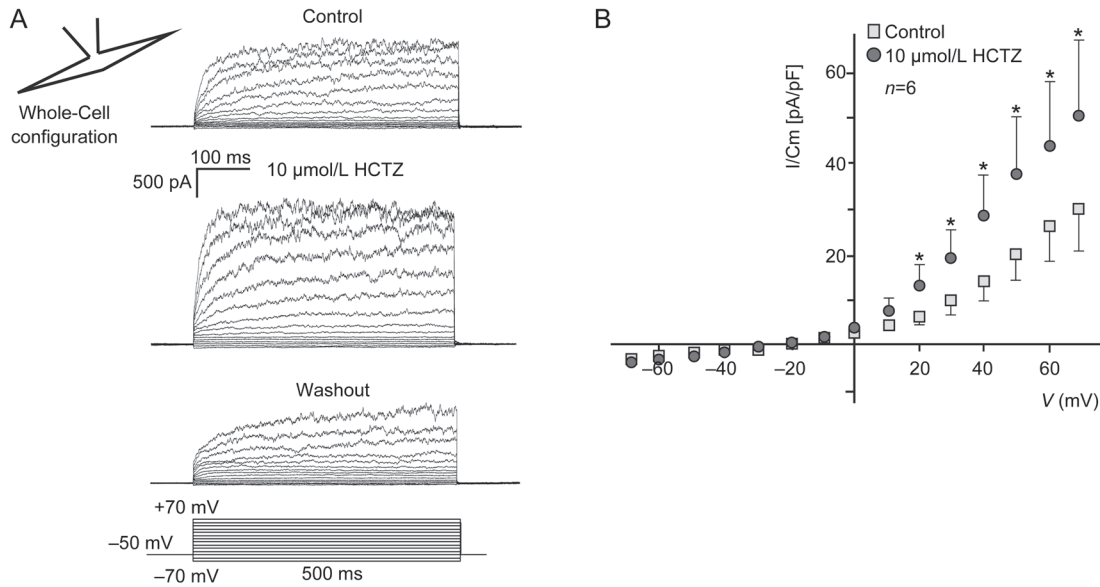 A
Control
Whole-Cell
configuration
100 ms
500 pA
10 µmol/L HCTZ
Washout
+70 mV
–50 mV
–70 mV
500 ms
B
Control
10 µmol/L HCTZ
n=6
I/Cm [pA/pF]
60
40
20
* * * * * *
–60 –40 –20 20 40 60
V (mV)